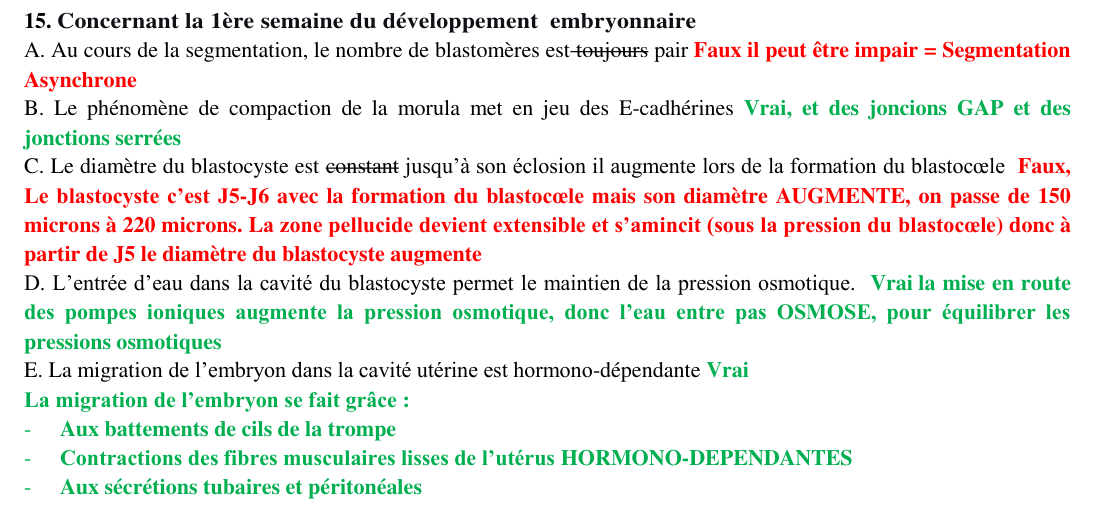 15. Concernant la 1ère semaine du développement  embryonnaire
A. Au cours de la segmentation, le nombre de blastomères est toujours pair Faux il peut être impair = Segmentation
Asynchrone
B. Le phénomène de compaction de la morula met en jeu des E-cadhérines Vrai, et des joncions GAP et des
jonctions serrées
C. Le diamètre du blastocyste est constant jusqu’à son éclosion il augmente lors de la formation du blastocœle  Faux,
Le blastocyste c’est J5-J6 avec la formation du blastocœle mais son diamètre AUGMENTE, on passe de 150
microns à 220 microns. La zone pellucide devient extensible et s’amincit (sous la pression du blastocœle) donc à
partir de J5 le diamètre du blastocyste augmente
D. L’entrée d’eau dans la cavité du blastocyste permet le maintien de la pression osmotique.  Vrai la mise en route
des pompes ioniques augmente la pression osmotique, donc l’eau entre pas OSMOSE, pour équilibrer les
pressions osmotiques
E. La migration de l’embryon dans la cavité utérine est hormono-dépendante Vrai
La migration de l’embryon se fait grâce :
- Aux battements de cils de la trompe
- Contractions des fibres musculaires lisses de l’utérus HORMONO-DEPENDANTES
- Aux sécrétions tubaires et péritonéales